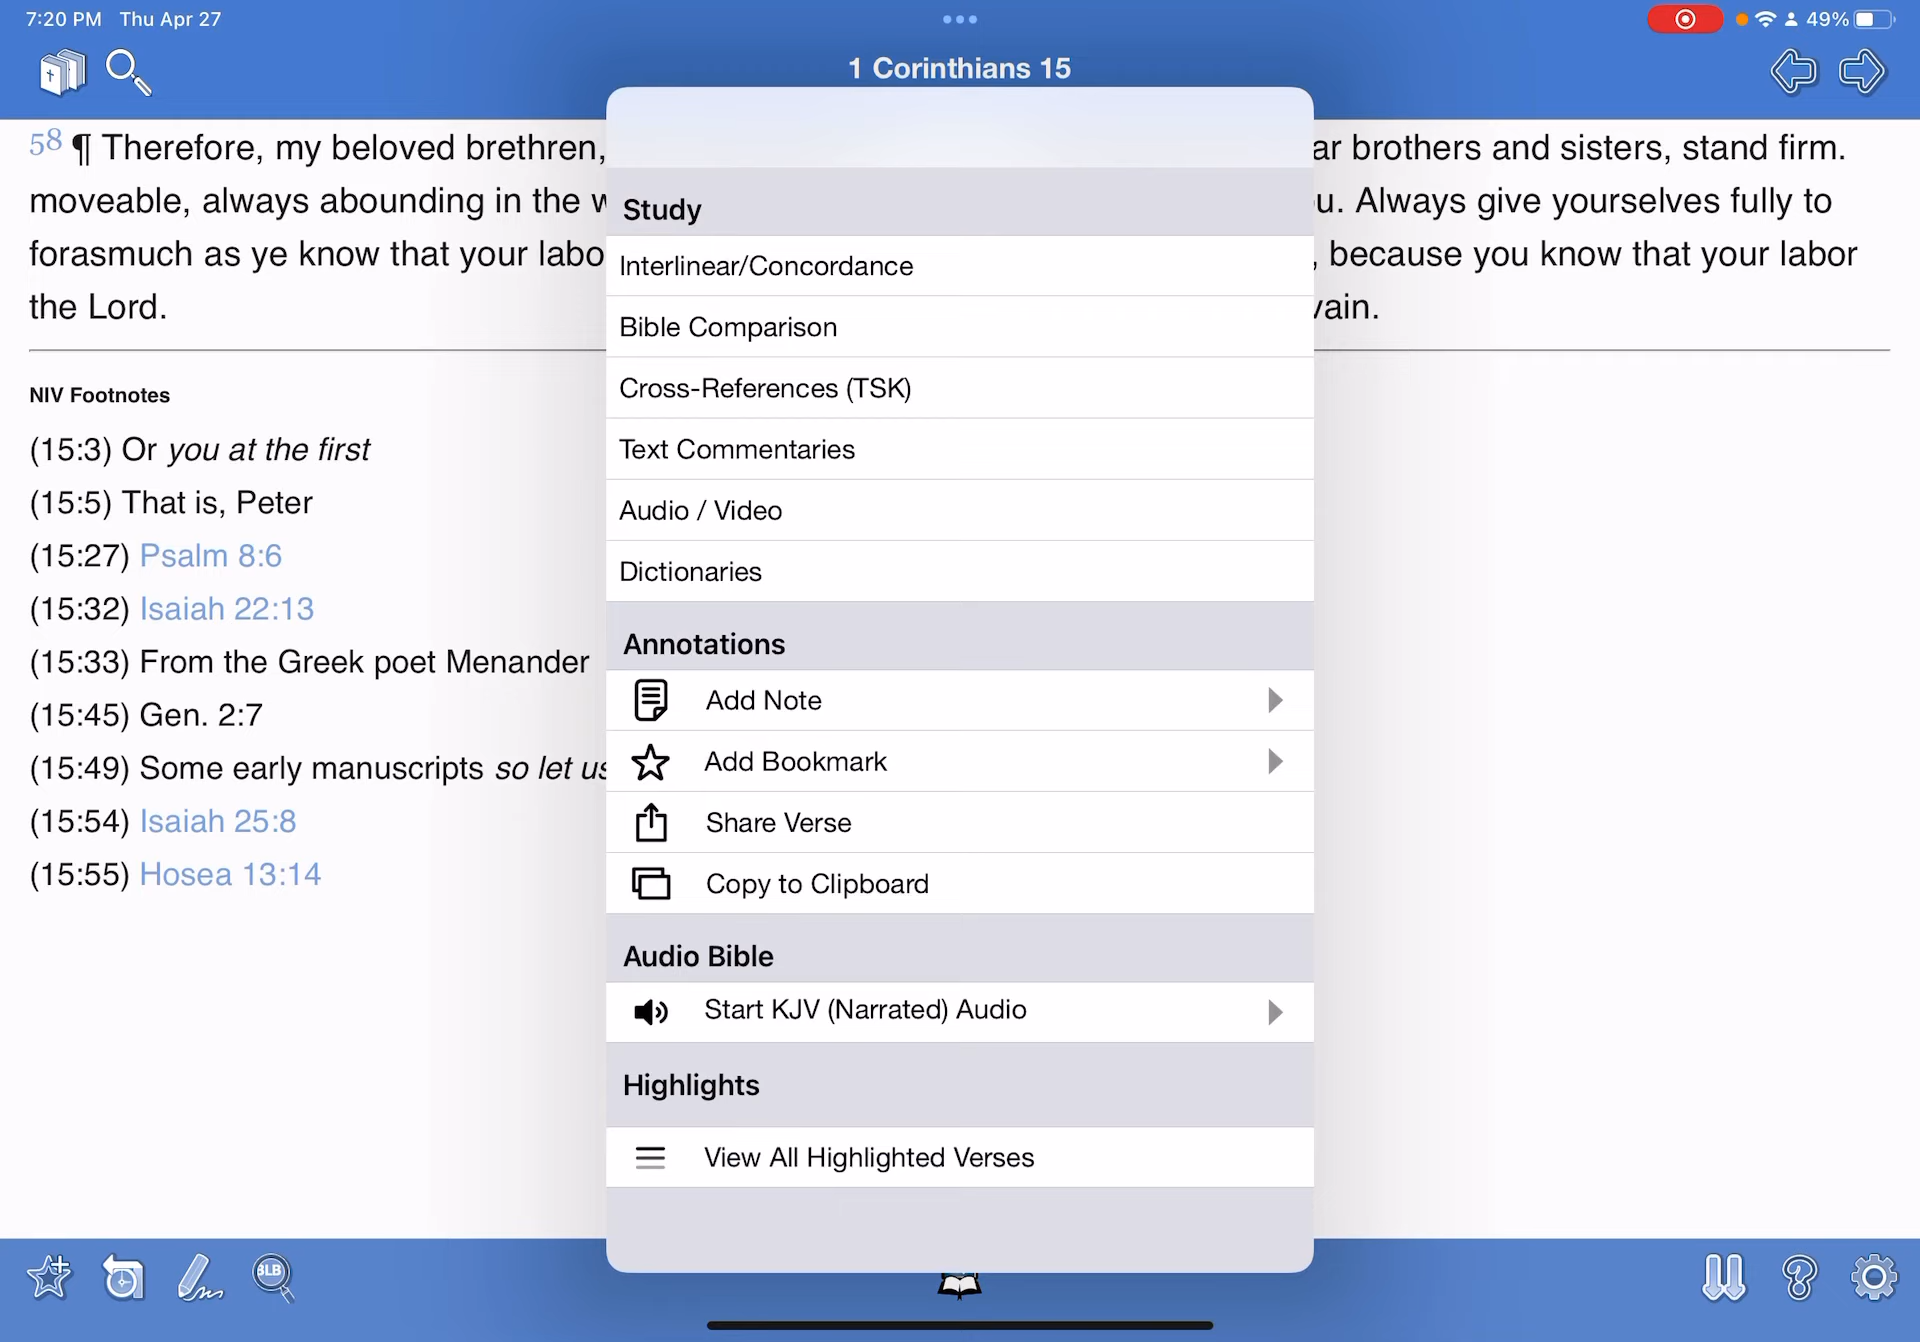 7:20 PM Thu Apr 27
49%
1 Corinthians 15
58 ¶ Therefore, my beloved brethren,
moveable, always abounding in the w
forasmuch as ye know that your labo
the Lord.
ar brothers and sisters, stand firm.
u. Always give yourselves fully to
, because you know that your labor
vain.
NIV Footnotes
(15:3) Or you at the first
(15:5) That is, Peter
(15:27) Psalm 8:6
(15:32) Isaiah 22:13
(15:33) From the Greek poet Menander
(15:45) Gen. 2:7
(15:49) Some early manuscripts so let us
(15:54) Isaiah 25:8
(15:55) Hosea 13:14
Study
Interlinear/Concordance
Bible Comparison
Cross-References (TSK)
Text Commentaries
Audio / Video
Dictionaries
Annotations
Add Note
Add Bookmark
Share Verse
Copy to Clipboard
Audio Bible
Start KJV (Narrated) Audio
Highlights
View All Highlighted Verses
BLB